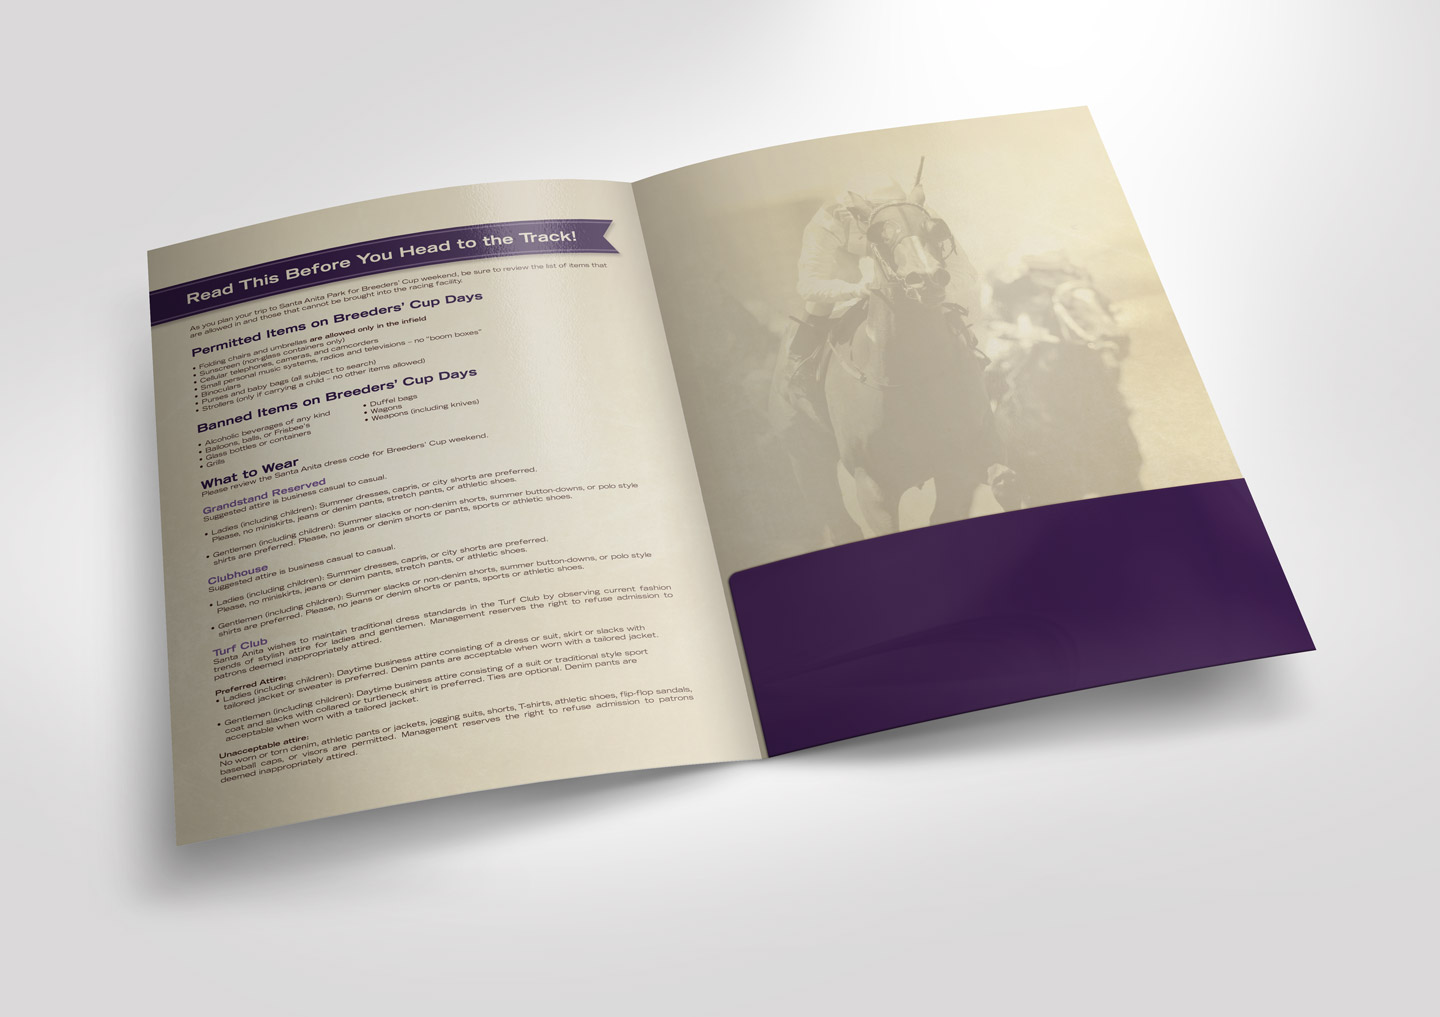 Read This Before You Head to the Track!
As you plan your trip to Santa Anita Park for Breeders' Cup weekend, be sure to review the list of items that
are allowed in and those that cannot be brought into the racing facility.
Permitted Items on Breeders' Cup Days
• Folding chairs and umbrellas are allowed only in the infield
• Sunscreen (non-glass containers only)
• Cellular telephones, cameras, and camcorders
• Small personal music systems, radios and televisions – no "boom boxes"
• Binoculars
• Purses and baby bags (all subject to search)
• Strollers (only if carrying a child – no other items allowed)
Banned Items on Breeders' Cup Days
• Alcoholic beverages of any kind
• Balloons, balls, or Frisbee's
• Glass bottles or containers
• Grills
• Duffel bags
• Wagons
• Weapons (including knives)
What to Wear
Please review the Santa Anita dress code for Breeders' Cup weekend.
Grandstand Reserved
Suggested attire is business casual to casual.
• Ladies (including children): Summer dresses, capris, or city shorts are preferred.
Please, no miniskirts, jeans or denim pants, stretch pants, or athletic shoes.
• Gentlemen (including children): Summer slacks or non-denim shorts, summer button-downs, or polo style
shirts are preferred. Please, no jeans or denim shorts or pants, sports or athletic shoes.
Clubhouse
Suggested attire is business casual to casual.
• Ladies (including children): Summer dresses, capris, or city shorts are preferred.
Please, no miniskirts, jeans or denim pants, stretch pants, or athletic shoes.
• Gentlemen (including children): Summer slacks or non-denim shorts, summer button-downs, or polo style
shirts are preferred. Please, no jeans or denim shorts or pants, sports or athletic shoes.
Turf Club
Santa Anita wishes to maintain traditional dress standards in the Turf Club by observing current fashion
trends of stylish attire for ladies and gentlemen. Management reserves the right to refuse admission to
patrons deemed inappropriately attired.
Preferred Attire:
• Ladies (including children): Daytime business attire consisting of a dress or suit, skirt or slacks with
tailored jacket or sweater is preferred. Denim pants are acceptable when worn with a tailored jacket.
• Gentlemen (including children): Daytime business attire consisting of a suit or traditional style sport
coat and slacks with collared or turtleneck shirt is preferred. Ties are optional. Denim pants are
acceptable when worn with a tailored jacket.
Unacceptable attire:
No worn or torn denim, athletic pants or jackets, jogging suits, shorts, T-shirts, athletic shoes, flip-flop sandals,
baseball caps, or visors are permitted. Management reserves the right to refuse admission to patrons
deemed inappropriately attired.